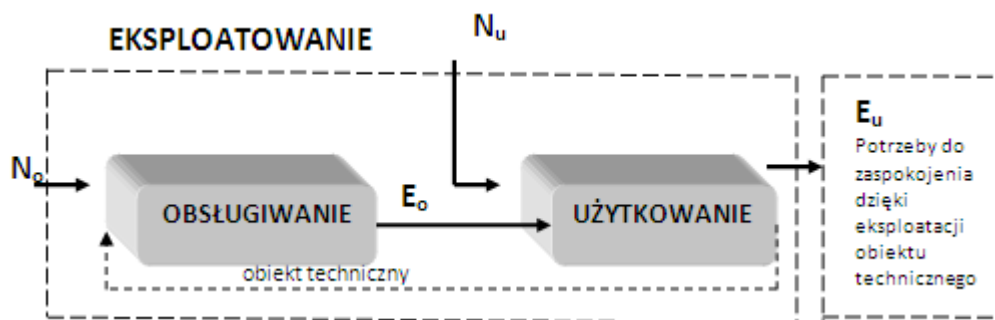 EKSPLOATOWANIE
Nu
No
OBSŁUGIWANIE
Eo
UŻYTKOWANIE
obiekt techniczny
Eu
Potrzeby do
zaspokojenia
dzięki
eksploatacji
obiektu
technicznego